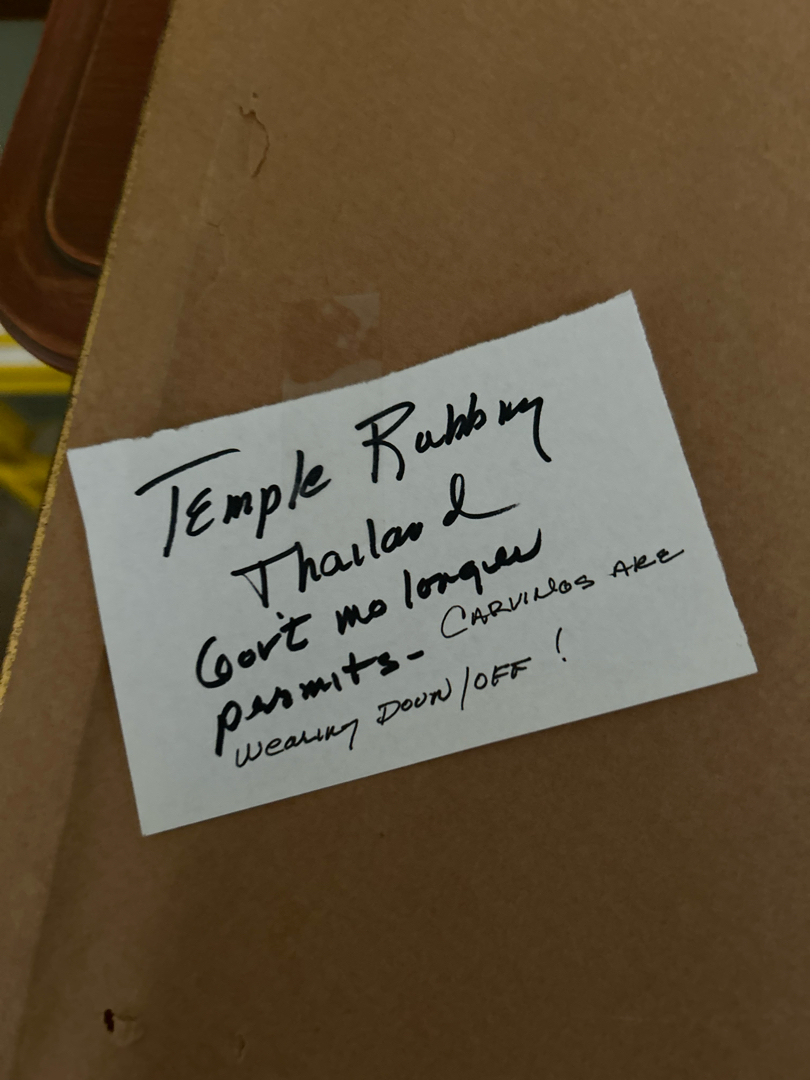 Temple Rubbing
Thailand
Gov't no longer
permits - CARVINGS ARE
Wearing DOWN/OFF!